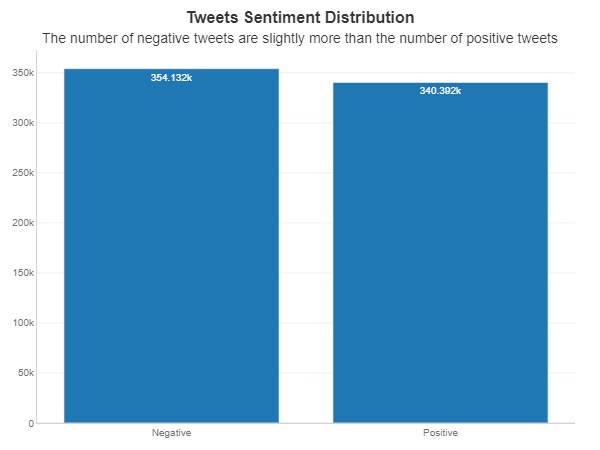 Tweets Sentiment Distribution
The number of negative tweets are slightly more than the number of positive tweets
350k
300k
250k
200k
150k
100k
50k
0
354.132k
340.392k
Negative
Positive